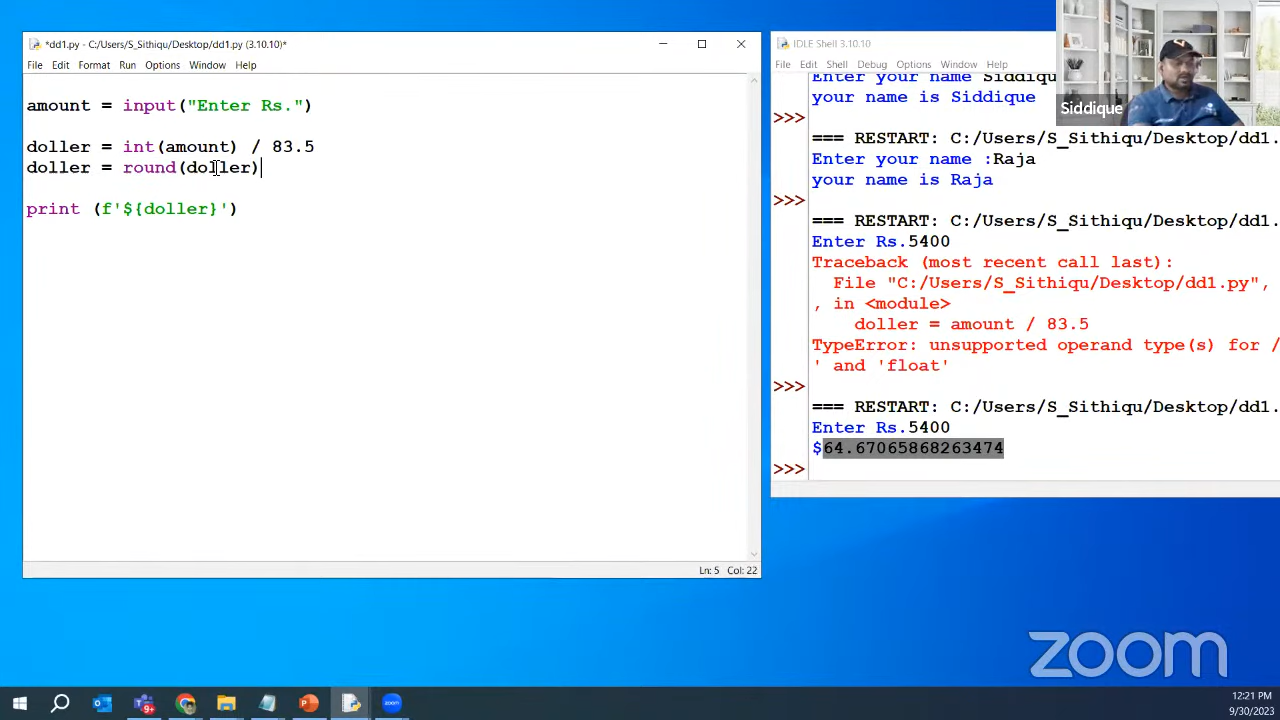 *dd1.py - C:/Users/S_Sithiqu/Desktop/dd1.py (3.10.10)*
File Edit Format Run Options Window Help
amount = input("Enter Rs.")
doller = int(amount) / 83.5
doller = round(doller)
print (f'${doller}')
Ln: 5 Col: 22
IDLE Shell 3.10.10
File Edit Shell Debug Options Window Help
Enter your name Siddique
your name is Siddique
>>>
=== RESTART: C:/Users/S_Sithiqu/Desktop/dd1.
Enter your name :Raja
your name is Raja
>>>
=== RESTART: C:/Users/S_Sithiqu/Desktop/dd1.
Enter Rs.5400
Traceback (most recent call last):
File "C:/Users/S_Sithiqu/Desktop/dd1.py",
, in <module>
doller = amount / 83.5
TypeError: unsupported operand type(s) for /
' and 'float'
>>>
=== RESTART: C:/Users/S_Sithiqu/Desktop/dd1.
Enter Rs.5400
$64.67065868263474
>>>
Siddique
zoom
zoom
12:21 PM
9/30/2023